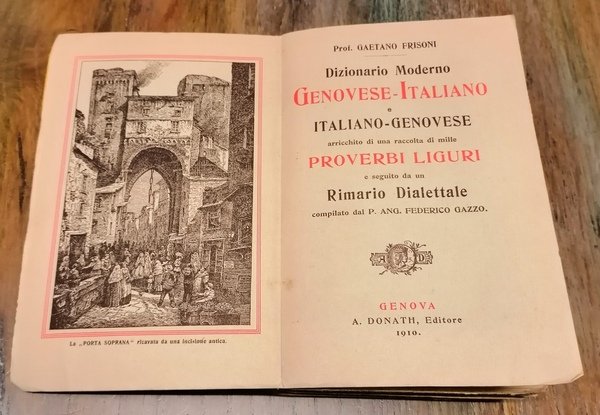 La „PORTA SOPRANA" ricavata da una incisione antica.
Prof. GAETANO FRISONI
Dizionario Moderno
GENOVESE-ITALIANO
e
ITALIANO-GENOVESE
arricchito di una raccolta di mille
PROVERBI LIGURI
e seguito da un
Rimario Dialettale
compilato dal P. ANG. FEDERICO GAZZO.
A D
GENOVA
A. DONATH, Editore
1910.